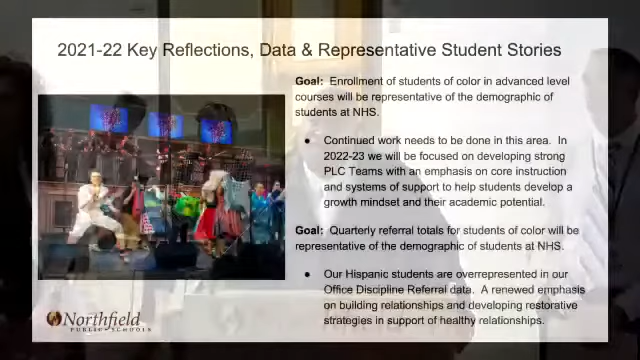 2021-22 Key Reflections, Data & Representative Student Stories
Goal: Enrollment of students of color in advanced level
courses will be representative of the demographic of
students at NHS.
● Continued work needs to be done in this area. In
2022-23 we will be focused on developing strong
PLC Teams with an emphasis on core instruction
and systems of support to help students develop a
growth mindset and their academic potential.
Goal: Quarterly referral totals for students of color will be
representative of the demographic of students at NHS.
● Our Hispanic students are overrepresented in our
Office Discipline Referral data. A renewed emphasis
on building relationships and developing restorative
strategies in support of healthy relationships.
Northfield
PUBLIC SCHOOLS